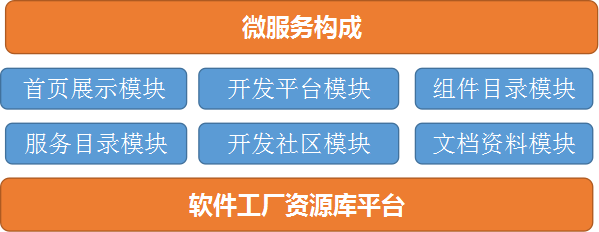 微服务构成
首页展示模块 开发平台模块 组件目录模块
服务目录模块 开发社区模块 文档资料模块
软件工厂资源库平台